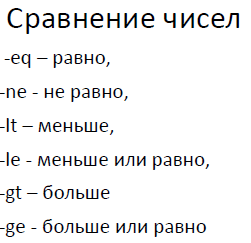 Сравнение чисел
-eq – равно,
-ne - не равно,
-lt – меньше,
-le - меньше или равно,
-gt – больше
-ge - больше или равно